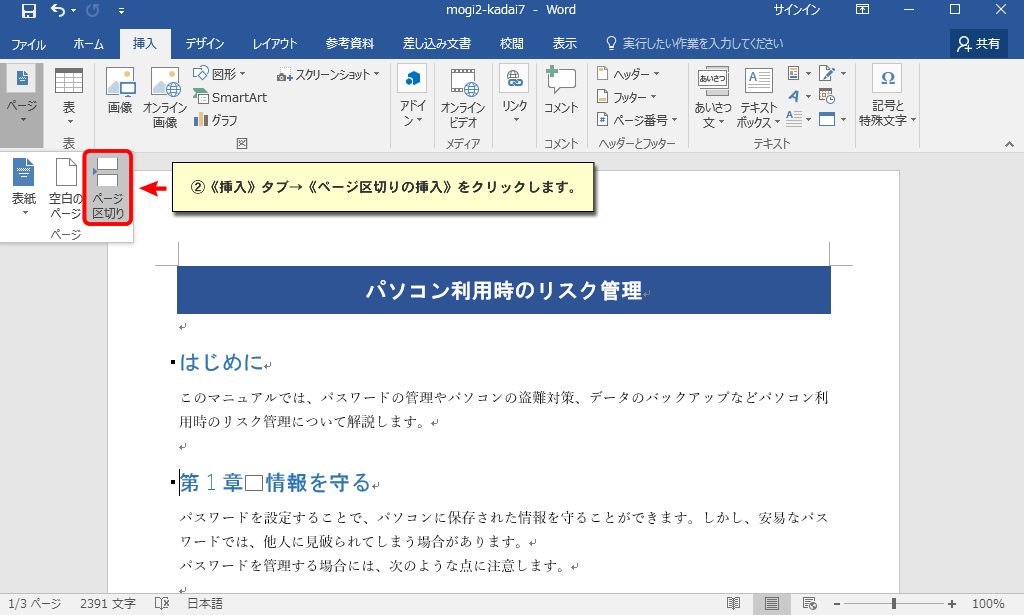 mogi2-kadai7 - Word
サインイン
ファイル ホーム 挿入 デザイン レイアウト 参考資料 差し込み文書 校閲 表示 実行したい作業を入力してください 共有
ページ
表
表
画像
オンライン
画像
図形
SmartArt
グラフ
スクリーンショット
図
アドイ
ン
オンライン
ビデオ
メディア
リンク
コメント
コメント
ヘッダー
フッター
ページ番号
ヘッダーとフッター
あいさつ
あいさつ
文
テキスト
ボックス
テキスト
記号と
特殊文字
表紙
空白の
ページ
ページ
区切り
ページ
②《挿入》タブ→《ページ区切りの挿入》をクリックします。
パソコン利用時のリスク管理
はじめに
このマニュアルでは、パスワードの管理やパソコンの盗難対策、データのバックアップなどパソコン利
用時のリスク管理について解説します。
第1章□情報を守る
パスワードを設定することで、パソコンに保存された情報を守ることができます。しかし、安易なパス
ワードでは、他人に見破られてしまう場合があります。
パスワードを管理する場合には、次のような点に注意します。
1/3 ページ 2391 文字 日本語 100%